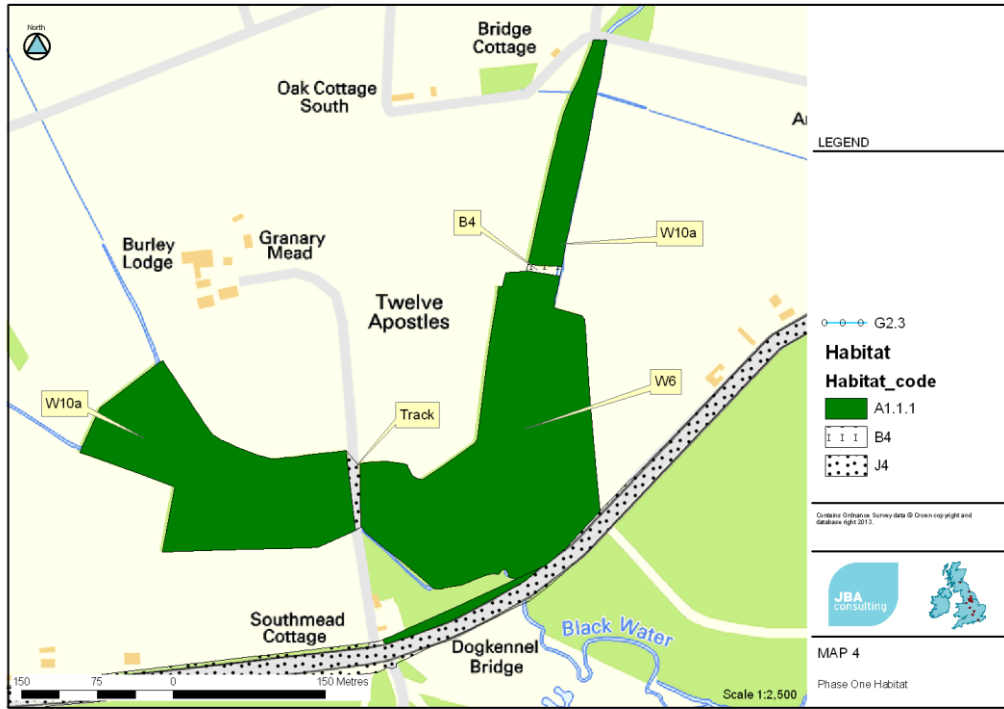 North
Bridge
Cottage
Oak Cottage
South
A
B4
W10a
Burley
Lodge
Granary
Mead
Twelve
Apostles
W10a
Track
W6
Southmead
Cottage
Dogkennel
Bridge
Black Water
150 75 0 150 Metres
Scale 1:2,500
LEGEND
G2.3
Habitat
Habitat_code
A1.1.1
B4
J4
Contains Ordnance Survey data © Crown copyright and
database right 2013.
JBA
consulting
MAP 4
Phase One Habitat